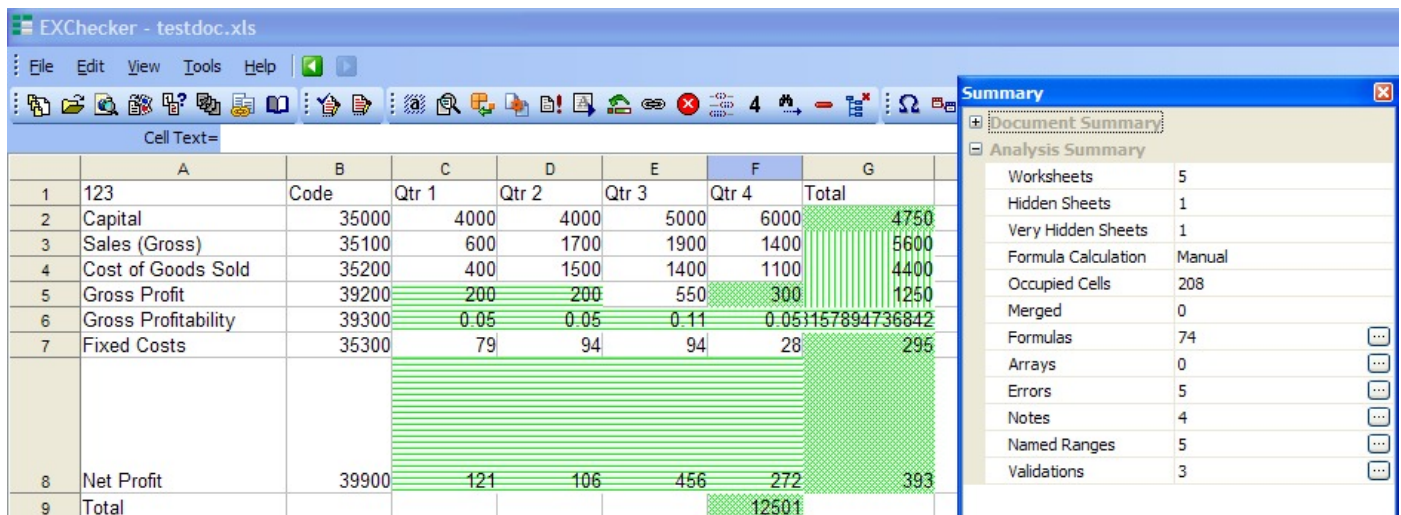 EXChecker - testdoc.xls
File Edit View Tools Help
Cell Text=
A B C D E F G
1 123 Code Qtr 1 Qtr 2 Qtr 3 Qtr 4 Total
2 Capital 35000 4000 4000 5000 6000 4750
3 Sales (Gross) 35100 600 1700 1900 1400 5600
4 Cost of Goods Sold 35200 400 1500 1400 1100 4400
5 Gross Profit 39200 200 200 550 300 1250
6 Gross Profitability 39300 0.05 0.05 0.11 0.05
7 Fixed Costs 35300 79 94 94 28 295
8 Net Profit 39900 121 106 456 272 393
9 Total 12501
Summary
Document Summary
Analysis Summary
Worksheets 5
Hidden Sheets 1
Very Hidden Sheets 1
Formula Calculation Manual
Occupied Cells 208
Merged 0
Formulas 74
Arrays 0
Errors 5
Notes 4
Named Ranges 5
Validations 3